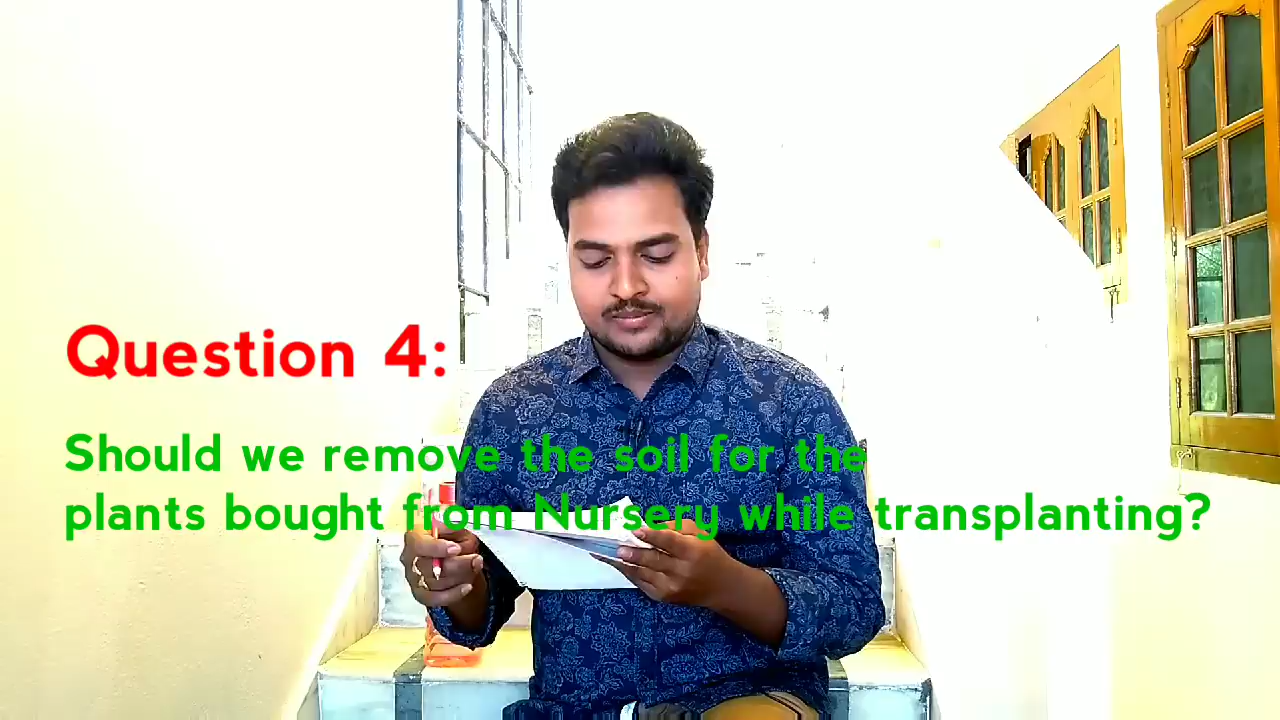 Question 4:
Should we remove the soil for the
plants bought from Nursery while transplanting?